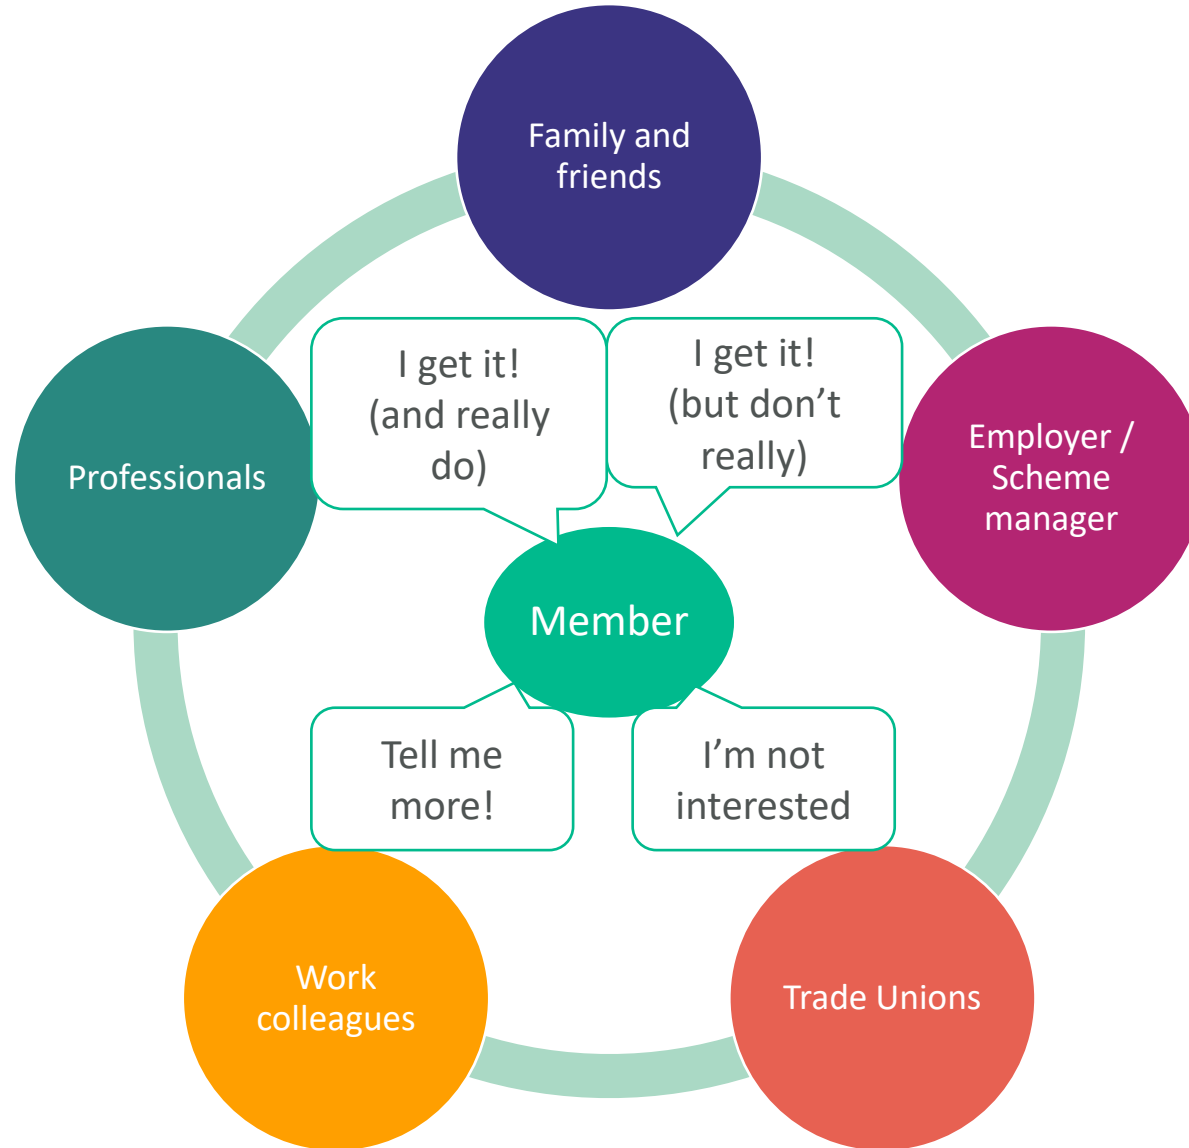 Family and
friends
I get it!
(and really
do)
I get it!
(but don’t
really)
Professionals
Employer /
Scheme
manager
Member
Tell me
more!
I’m not
interested
Work
colleagues
Trade Unions